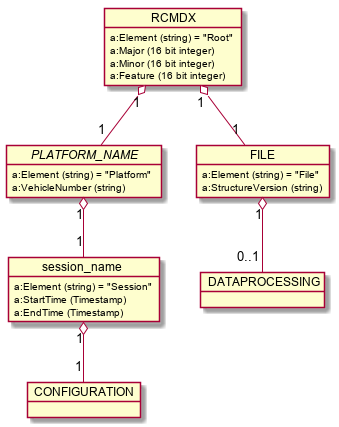 RCMDX
a:Element (string) = "Root"
a:Major (16 bit integer)
a:Minor (16 bit integer)
a:Feature (16 bit integer)
1
1
1
1
PLATFORM_NAME
a:Element (string) = "Platform"
a:VehicleNumber (string)
FILE
a:Element (string) = "File"
a:StructureVersion (string)
1
1
1
0..1
session_name
a:Element (string) = "Session"
a:StartTime (Timestamp)
a:EndTime (Timestamp)
DATAPROCESSING
1
1
CONFIGURATION